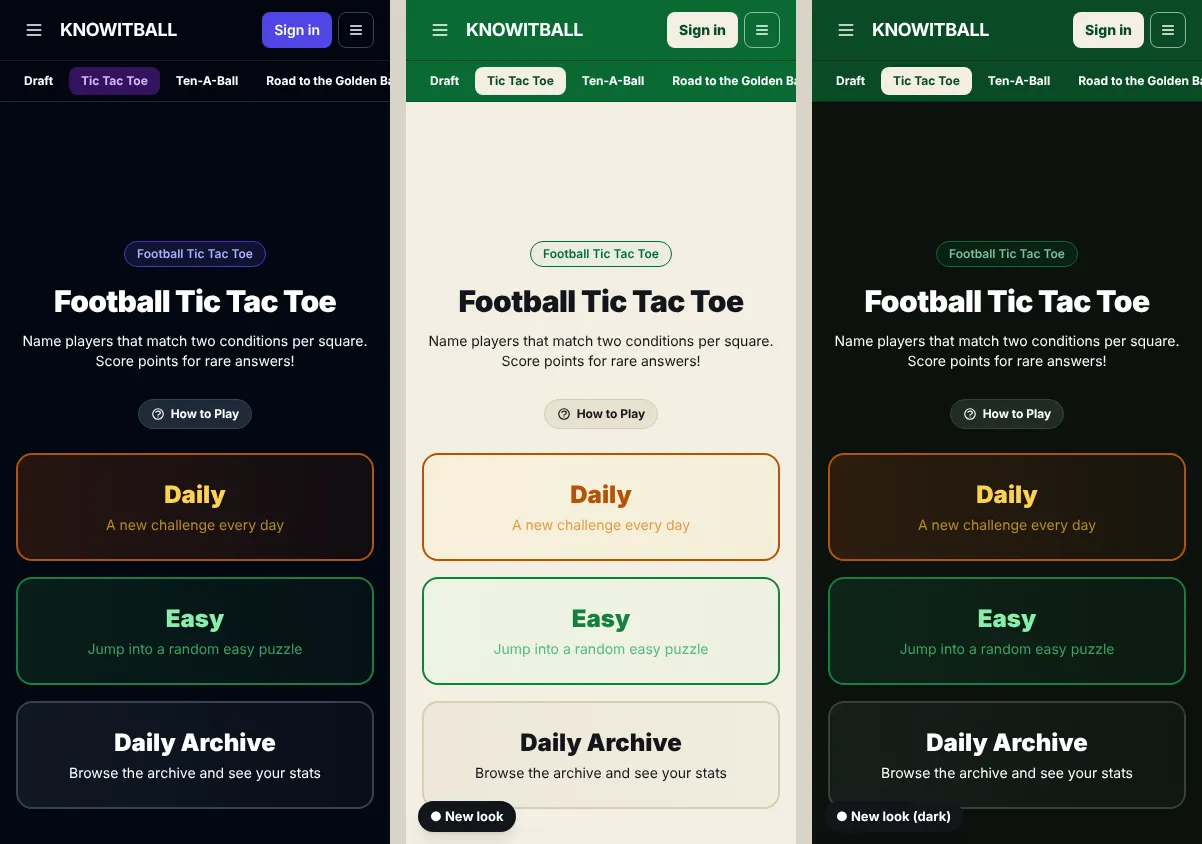 KNOWITBALL
Sign in
Draft
Tic Tac Toe
Ten-A-Ball
Road to the Golden Ba
Football Tic Tac Toe
Football Tic Tac Toe
Name players that match two conditions per square.
Score points for rare answers!
How to Play
Daily
A new challenge every day
Easy
Jump into a random easy puzzle
Daily Archive
Browse the archive and see your stats
KNOWITBALL
Sign in
Draft
Tic Tac Toe
Ten-A-Ball
Road to the Golden Ba
Football Tic Tac Toe
Football Tic Tac Toe
Name players that match two conditions per square.
Score points for rare answers!
How to Play
Daily
A new challenge every day
Easy
Jump into a random easy puzzle
Daily Archive
Browse the archive and see your stats
New look
KNOWITBALL
Sign in
Draft
Tic Tac Toe
Ten-A-Ball
Road to the Golden Ba
Football Tic Tac Toe
Football Tic Tac Toe
Name players that match two conditions per square.
Score points for rare answers!
How to Play
Daily
A new challenge every day
Easy
Jump into a random easy puzzle
Daily Archive
Browse the archive and see your stats
New look (dark)